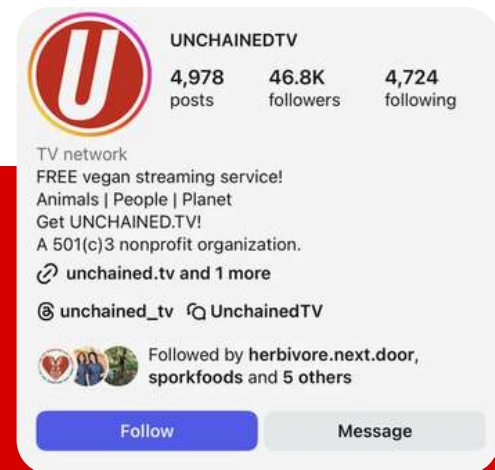 U
UNCHAINEDTV
4,978 46.8K 4,724
posts followers following
TV network
FREE vegan streaming service!
Animals | People | Planet
Get UNCHAINED.TV!
A 501(c)3 nonprofit organization.
unchained.tv and 1 more
unchained_tv UnchainedTV
Followed by herbivore.next.door,
sporkfoods and 5 others
Follow Message